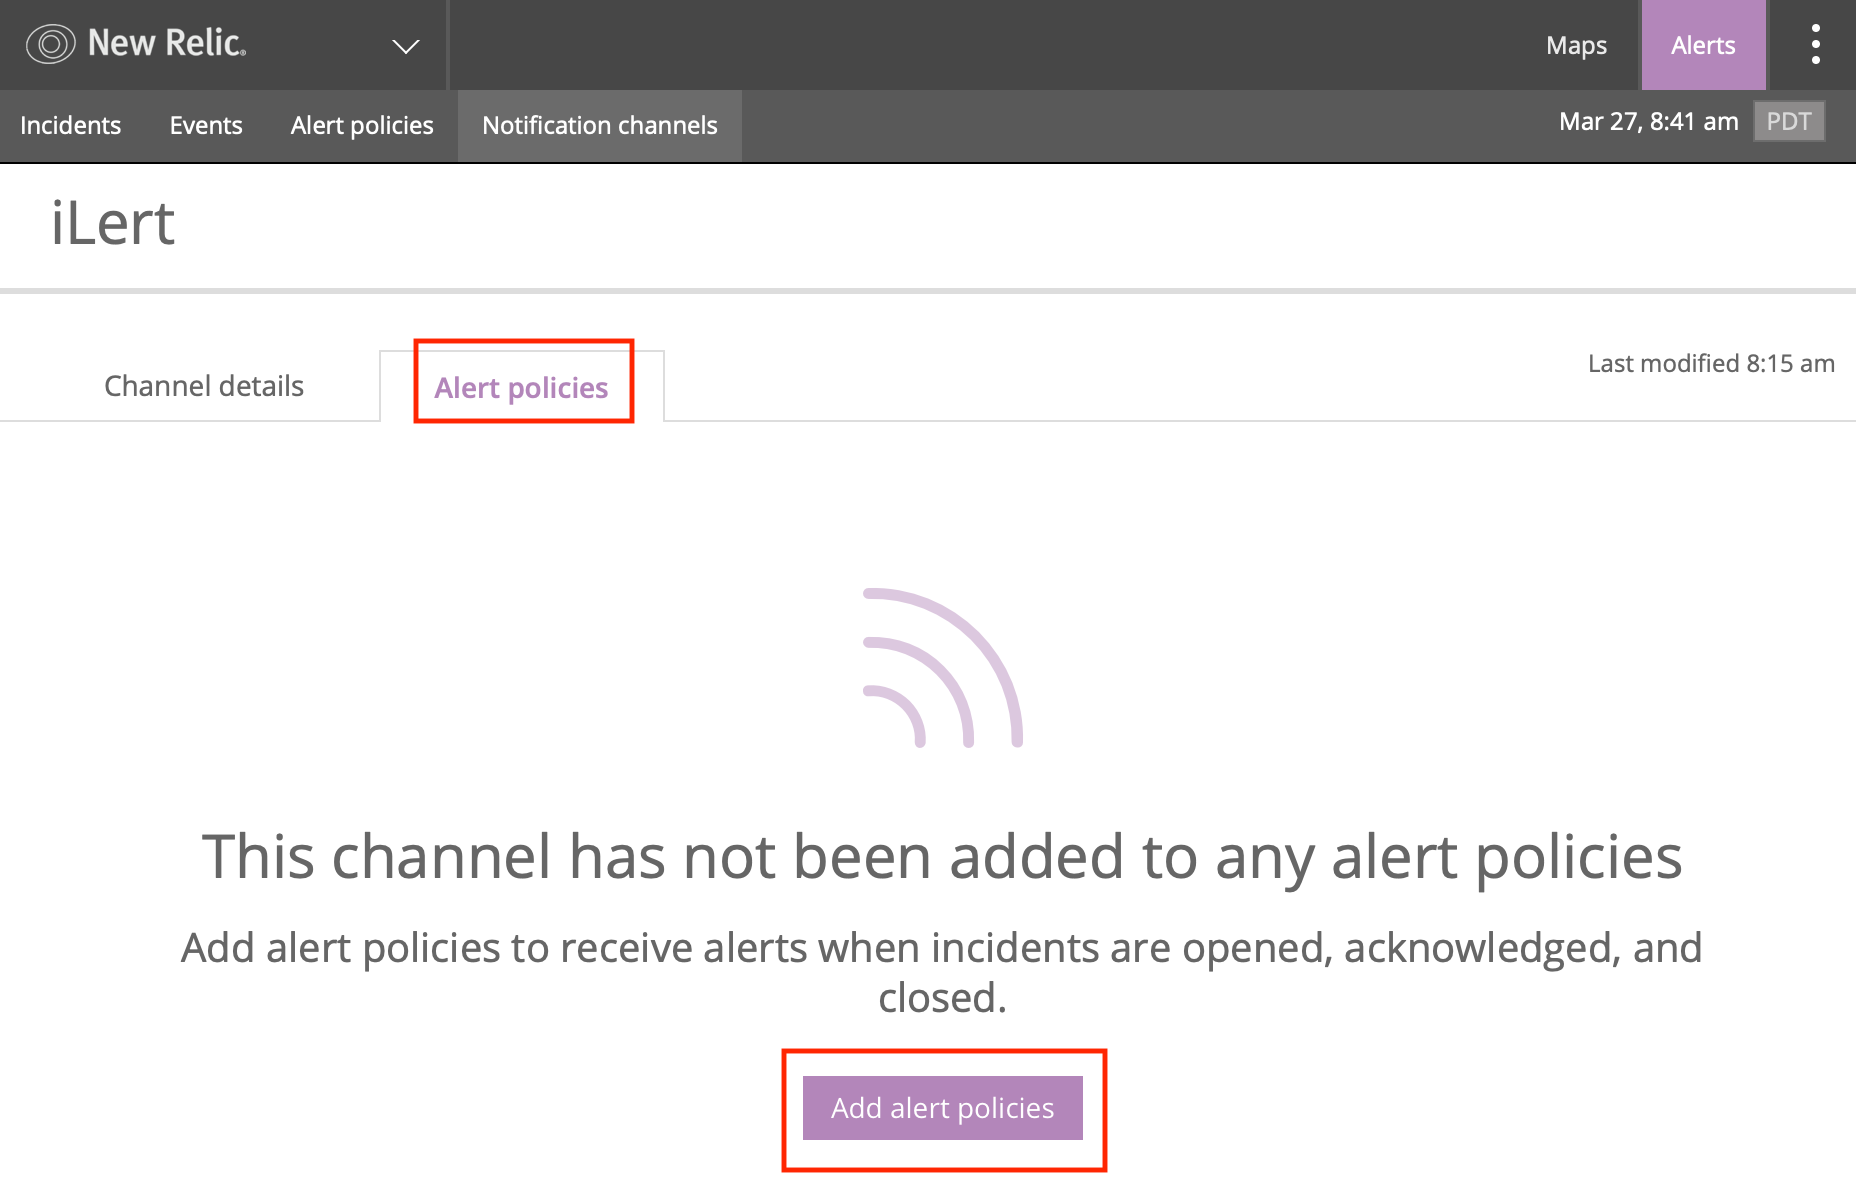 New Relic®
Maps
Alerts
Incidents
Events
Alert policies
Notification channels
Mar 27, 8:41 am
PDT
iLert
Channel details
Alert policies
Last modified 8:15 am
This channel has not been added to any alert policies
Add alert policies to receive alerts when incidents are opened, acknowledged, and
closed.
Add alert policies